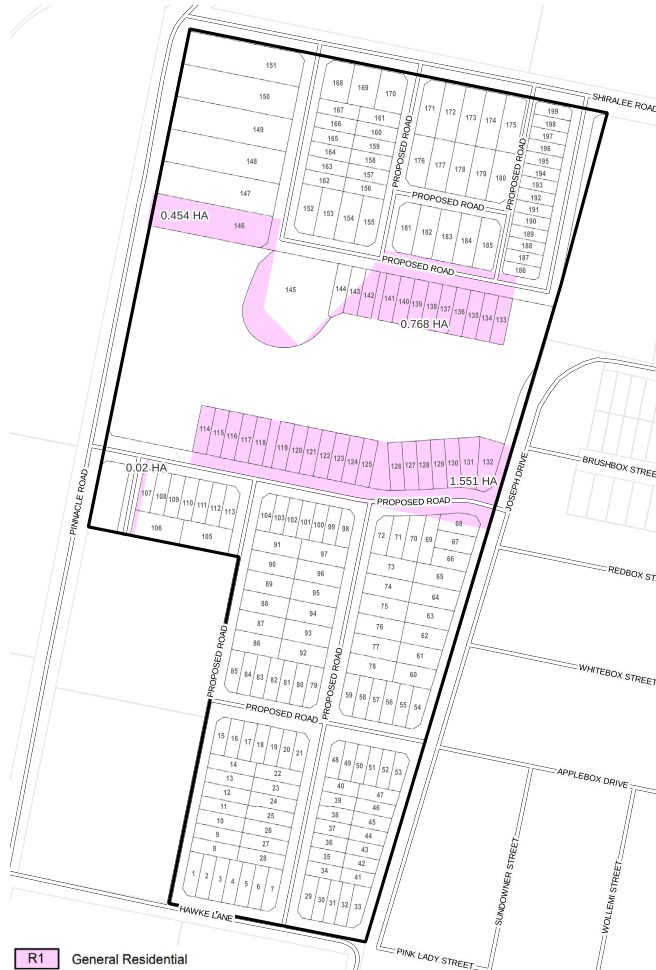 SHIRALEE ROAD
151
150
149
148
147
0.454 HA
146
168 169 170
167 161
166 160
165 159
164 158
163 157
162 156
152 153 154 155
PROPOSED ROAD
171 172 173 174 175
176 177 178 179 180
PROPOSED ROAD
PROPOSED ROAD
181 182 183 184 185
199
198
197
196
195
194
193
192
191
190
189
188
187
186
PROPOSED ROAD
145 144 143 142 141 140 139 138 137 136 135 134 133
0.768 HA
114 115 116 117 118 119 120 121 122 123 124 125 126 127 128 129 130 131 132
1.551 HA
0.02 HA
PROPOSED ROAD
JOSEPH DRIVE
PINNACLE ROAD
BRUSHBOX STREE
107 108 109 110 111 112 113
106 105
104 103 102 101 100 99 98
91 97
90 96
89 95
88 94
87 93
86 92
85 84 83 82 81 80 79
72 71 70 69 68
67
66
73 65
74 64
75 63
76 62
77 61
78 60
59 58 57 56 55 54
REDBOX ST
WHITEBOX STREET
PROPOSED ROAD
PROPOSED ROAD
PROPOSED ROAD
15 16 17 18 19 20 21
14 22
13 23
12 24
11 25
10 26
9 27
8 28
1 2 3 4 5 6 7
48 49 50 51 52 53
40 47
39 46
38 45
37 44
36 43
35 42
34 41
29 30 31 32 33
APPLEBOX DRIVE
SUNDOWNER STREET
WOLLEMI STREET
HAWKE LANE
PINK LADY STREET
R1 General Residential